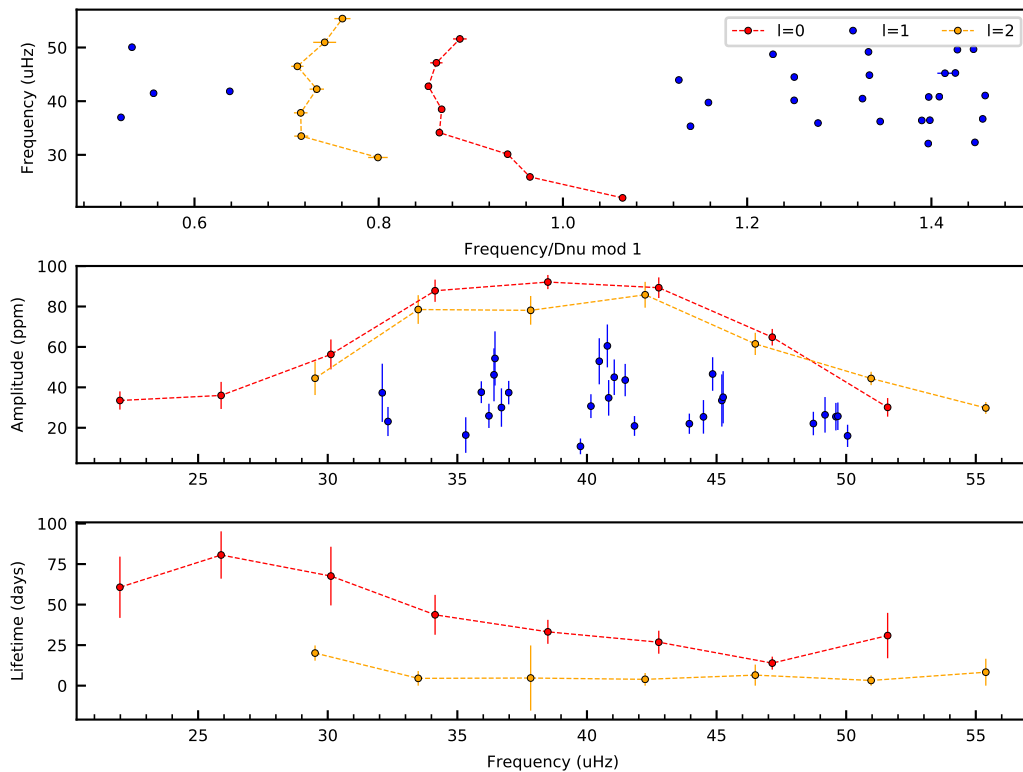 l=0 l=1 l=2
50
40
30
Frequency (uHz)
0.6 0.8 1.0 1.2 1.4
Frequency/Dnu mod 1
100
80
60
40
20
Amplitude (ppm)
25 30 35 40 45 50 55
100
75
50
25
0
Lifetime (days)
25 30 35 40 45 50 55
Frequency (uHz)